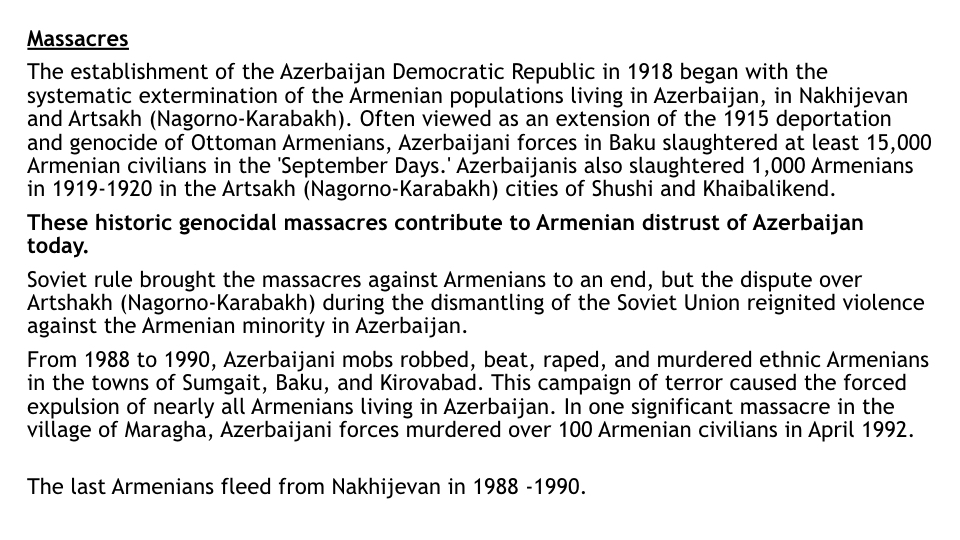 Massacres
The establishment of the Azerbaijan Democratic Republic in 1918 began with the
systematic extermination of the Armenian populations living in Azerbaijan, in Nakhijevan
and Artsakh (Nagorno-Karabakh). Often viewed as an extension of the 1915 deportation
and genocide of Ottoman Armenians, Azerbaijani forces in Baku slaughtered at least 15,000
Armenian civilians in the 'September Days.' Azerbaijanis also slaughtered 1,000 Armenians
in 1919-1920 in the Artsakh (Nagorno-Karabakh) cities of Shushi and Khaibalikend.
These historic genocidal massacres contribute to Armenian distrust of Azerbaijan
today.
Soviet rule brought the massacres against Armenians to an end, but the dispute over
Artshakh (Nagorno-Karabakh) during the dismantling of the Soviet Union reignited violence
against the Armenian minority in Azerbaijan.
From 1988 to 1990, Azerbaijani mobs robbed, beat, raped, and murdered ethnic Armenians
in the towns of Sumgait, Baku, and Kirovabad. This campaign of terror caused the forced
expulsion of nearly all Armenians living in Azerbaijan. In one significant massacre in the
village of Maragha, Azerbaijani forces murdered over 100 Armenian civilians in April 1992.
The last Armenians fleed from Nakhijevan in 1988 -1990.